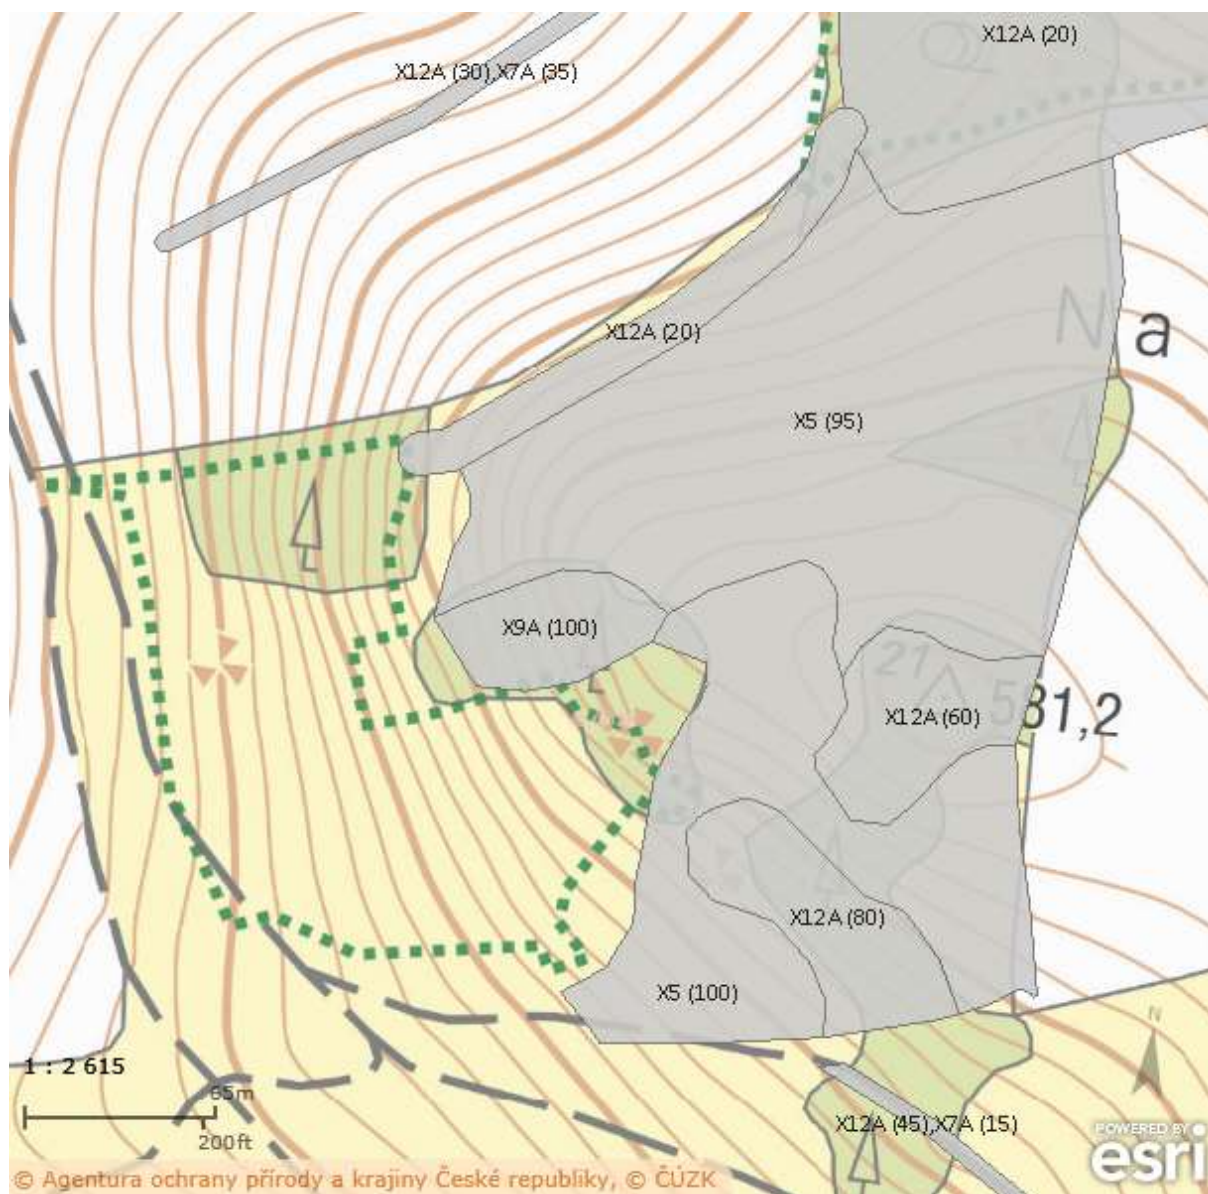 X12A (20)
X12A (30),X7A (35)
N a
X12A (20)
X5 (95)
X9A (100)
21
X12A (60)
581,2
X12A (80)
X5 (100)
N
1 : 2 615
65m
200ft
X12A (45),X7A (15)
POWERED BY
esri
© Agentura ochrany přírody a krajiny České republiky, © ČÚZK